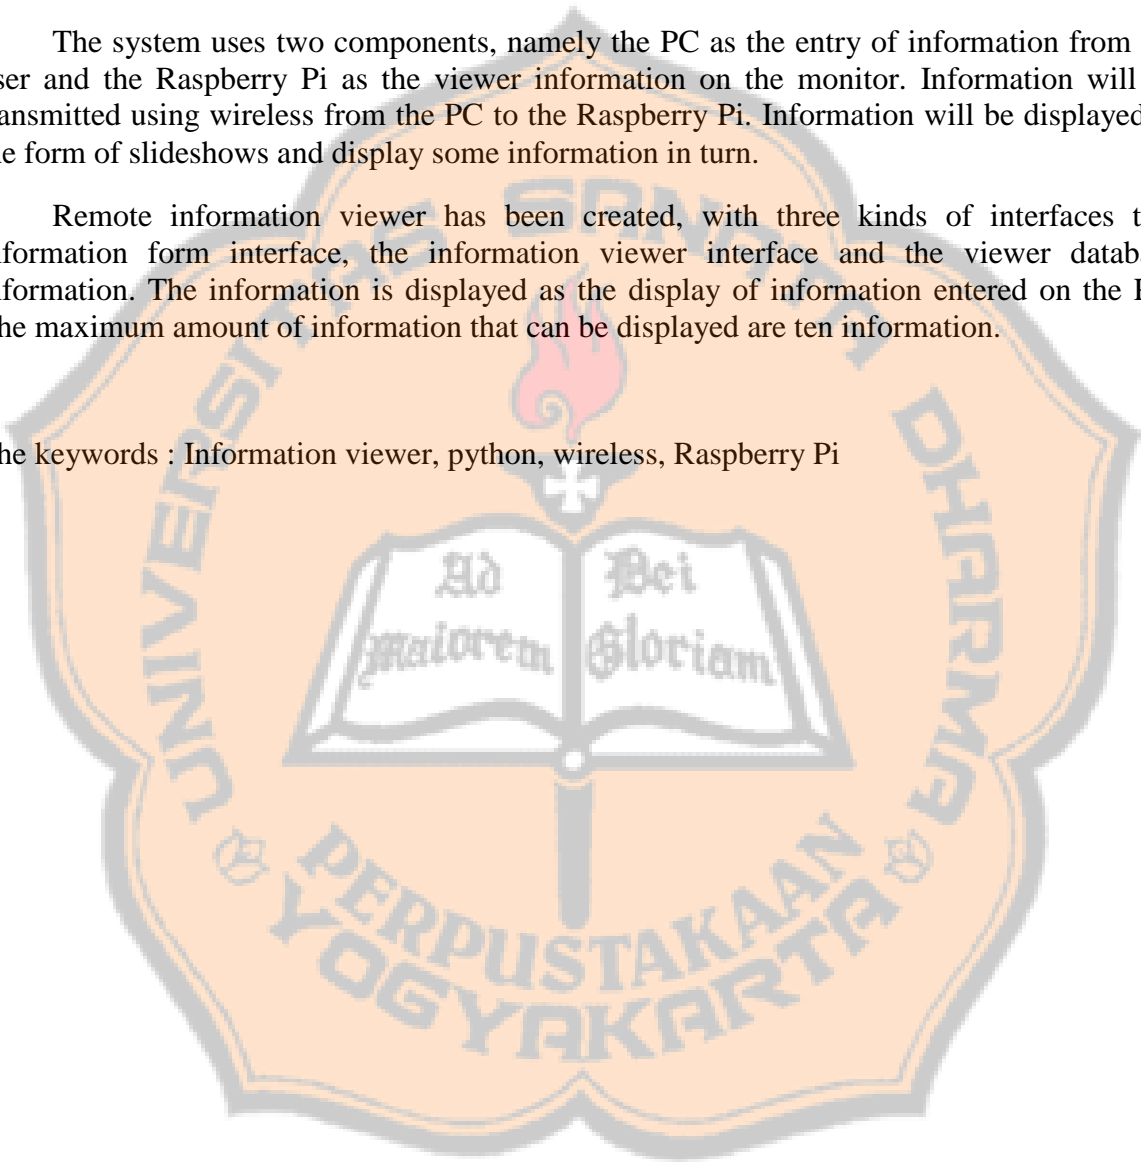 The system uses two components, namely the PC as the entry of information from
ser and the Raspberry Pi as the viewer information on the monitor. Information will
ansmitted using wireless from the PC to the Raspberry Pi. Information will be displayed
e form of slideshows and display some information in turn.
Remote information viewer has been created, with three kinds of interfaces t
formation form interface, the information viewer interface and the viewer databa
formation. The information is displayed as the display of information entered on the P
he maximum amount of information that can be displayed are ten information.
he keywords : Information viewer, python, wireless, Raspberry Pi
UNIVERSITAS SANATA DHARMA
Ad maiorem
Dei Gloriam
PERPUSTAKAAN
YOGYAKARTA